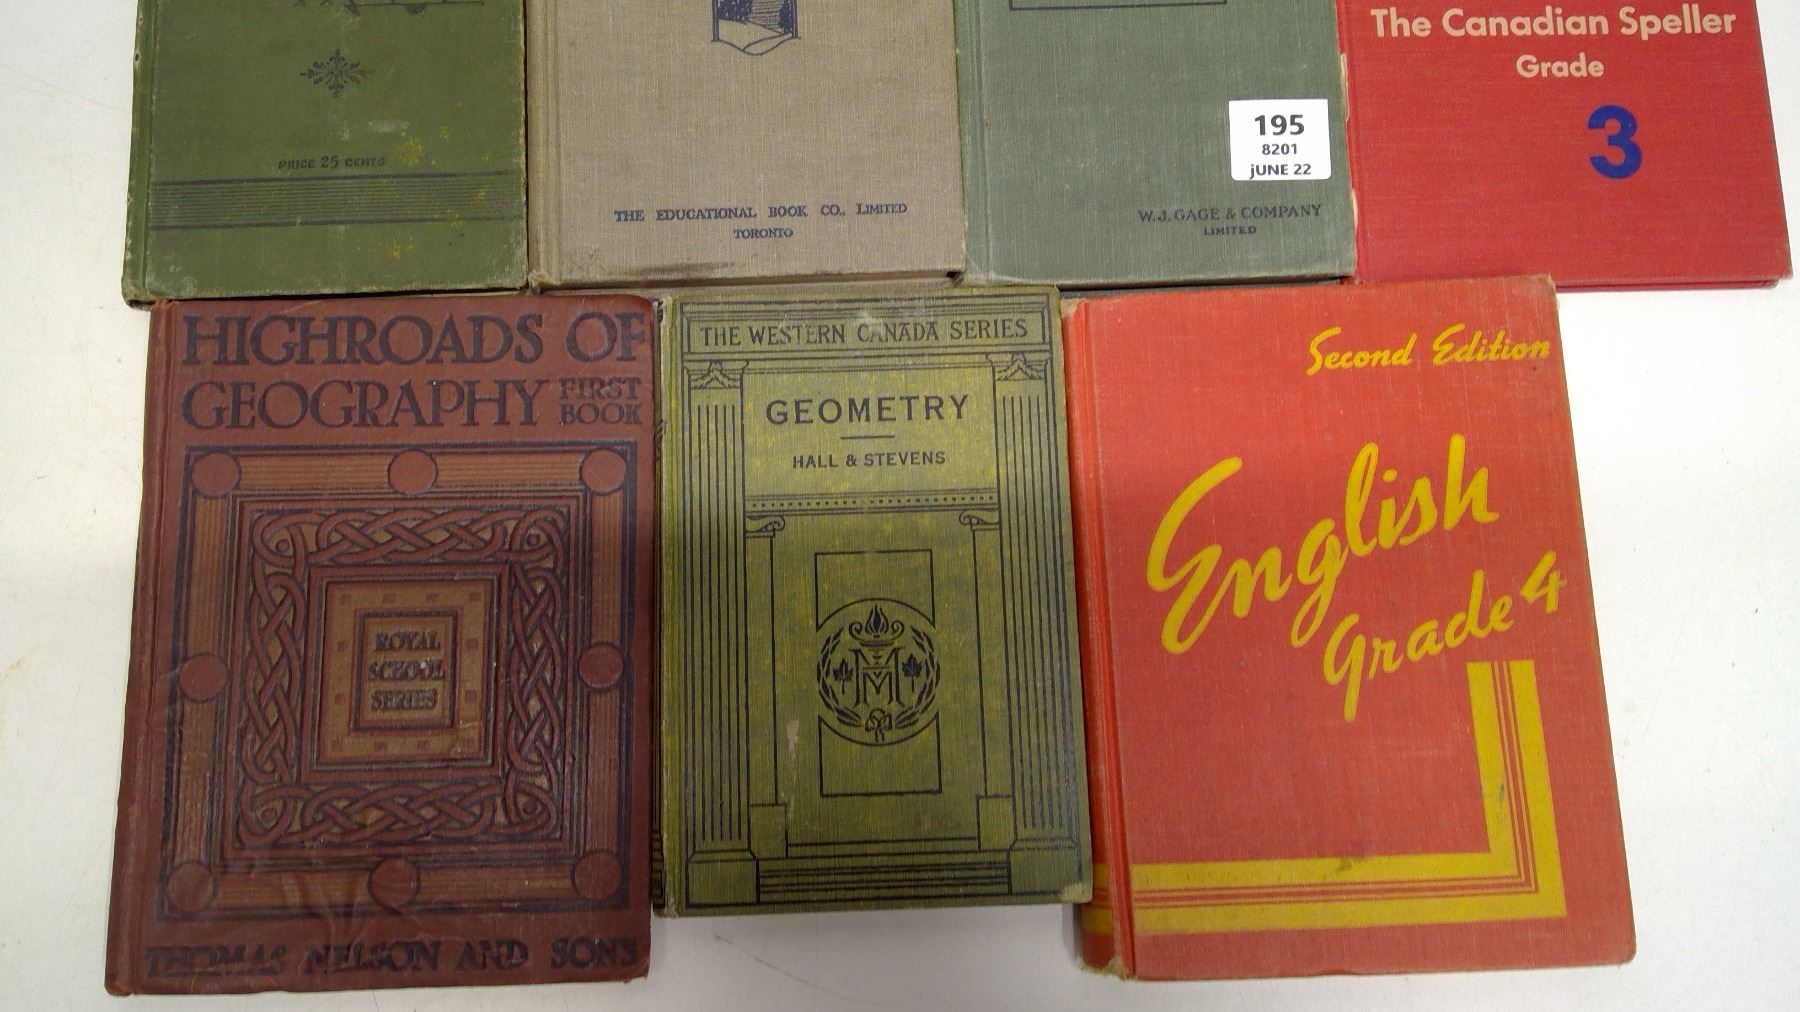 PRICE 25 CENTS
THE EDUCATIONAL BOOK CO., LIMITED
TORONTO
195
8201
jUNE 22
W.J. GAGE & COMPANY
LIMITED
The Canadian Speller
Grade
3
HIGHROADS OF
GEOGRAPHY FIRST
BOOK
ROYAL
SCHOOL
SERIES
THOMAS NELSON AND SONS
THE WESTERN CANADA SERIES
GEOMETRY
HALL & STEVENS
M
Second Edition
English
Grade 4